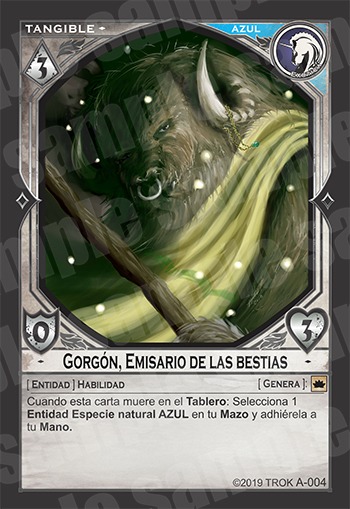 TANGIBLE
AZUL
3
0
3
GORGÓN, EMISARIO DE LAS BESTIAS
[ ENTIDAD ] HABILIDAD
[ GENERA ]:
Cuando esta carta muere en el Tablero: Selecciona 1
Entidad Especie natural AZUL en tu Mazo y adhiérela a
tu Mano.
©2019 TROK A-004
Sample